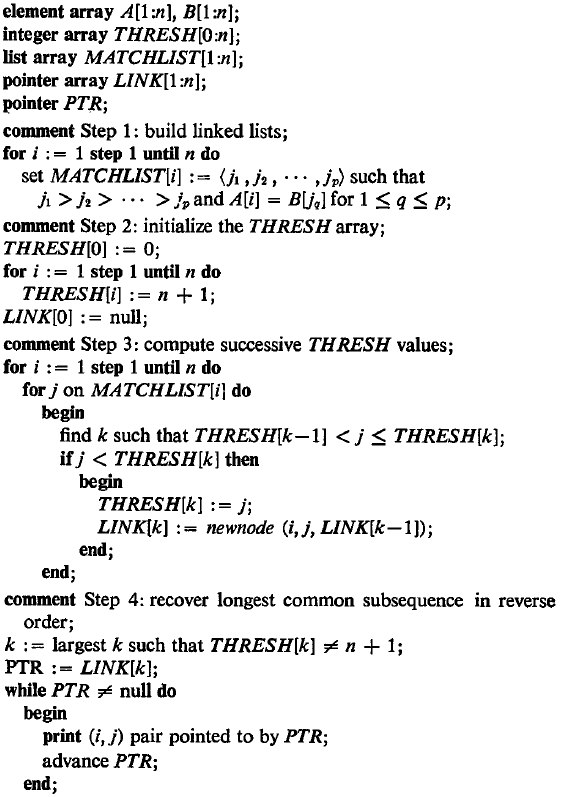 element array A[1:n], B[1:n];
integer array THRESH[0:n];
list array MATCHLIST[1:n];
pointer array LINK[1:n];
pointer PTR;
comment Step 1: build linked lists;
for i := 1 step 1 until n do
set MATCHLIST[i] := ⟨j₁, j₂, ⋯, jₚ⟩ such that
j₁ > j₂ > ⋯ > jₚ and A[i] = B[j_q] for 1 ≤ q ≤ p;
comment Step 2: initialize the THRESH array;
THRESH[0] := 0;
for i := 1 step 1 until n do
THRESH[i] := n + 1;
LINK[0] := null;
comment Step 3: compute successive THRESH values;
for i := 1 step 1 until n do
for j on MATCHLIST[i] do
begin
find k such that THRESH[k−1] < j ≤ THRESH[k];
if j < THRESH[k] then
begin
THRESH[k] := j;
LINK[k] := newnode (i, j, LINK[k−1]);
end;
end;
comment Step 4: recover longest common subsequence in reverse
order;
k := largest k such that THRESH[k] ≠ n + 1;
PTR := LINK[k];
while PTR ≠ null do
begin
print (i, j) pair pointed to by PTR;
advance PTR;
end;